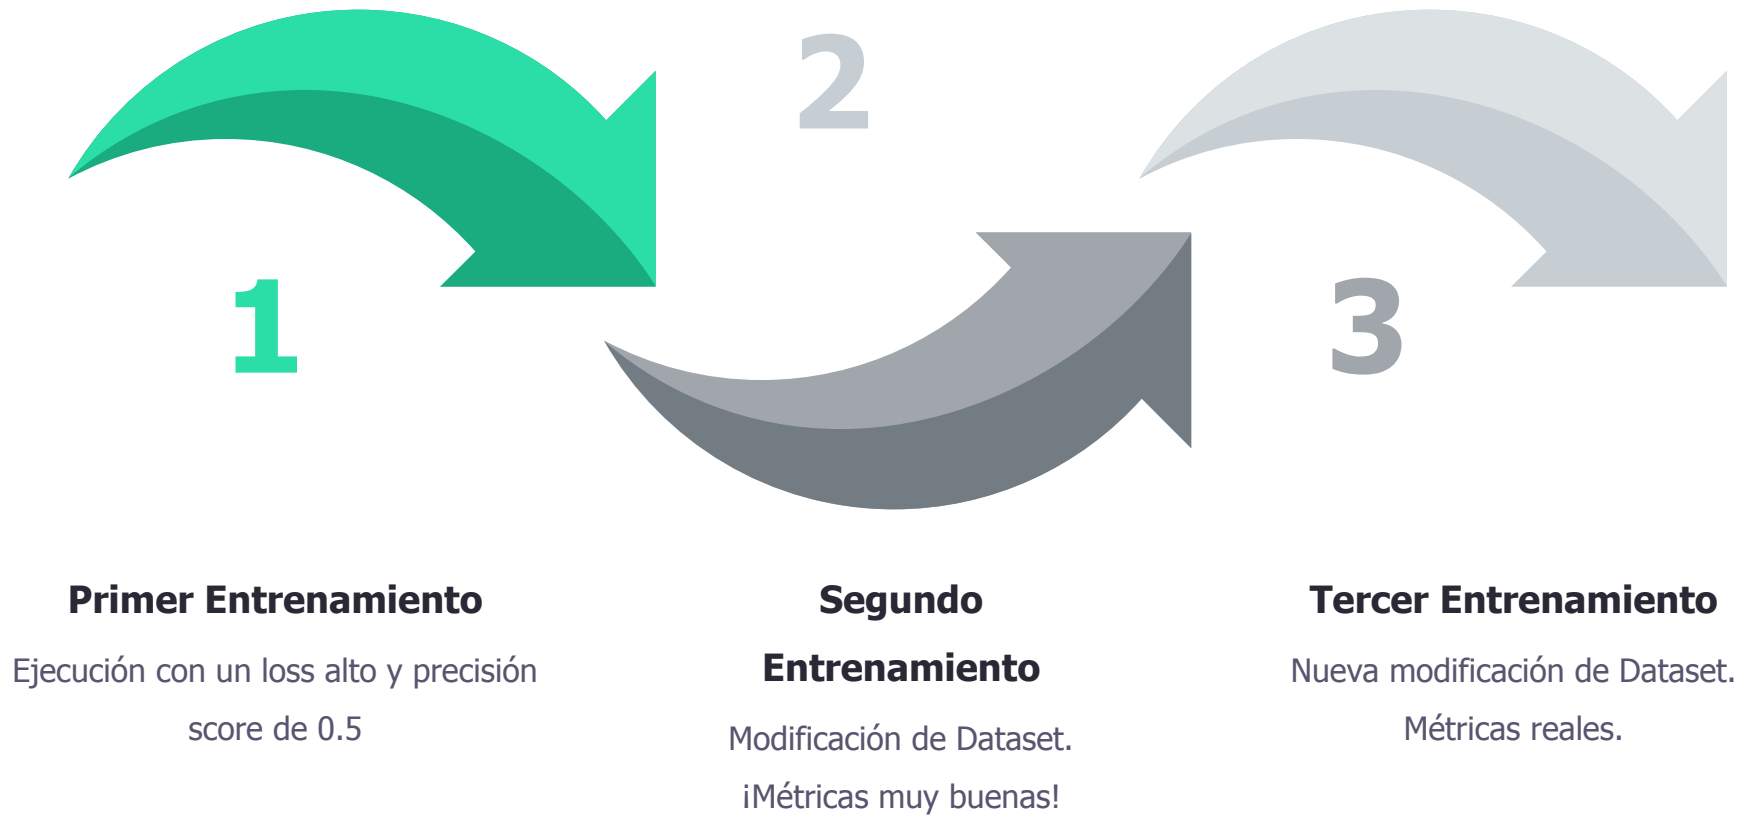 1
Primer Entrenamiento
Ejecución con un loss alto y precisión
score de 0.5
2
Segundo
Entrenamiento
Modificación de Dataset.
¡Métricas muy buenas!
3
Tercer Entrenamiento
Nueva modificación de Dataset.
Métricas reales.